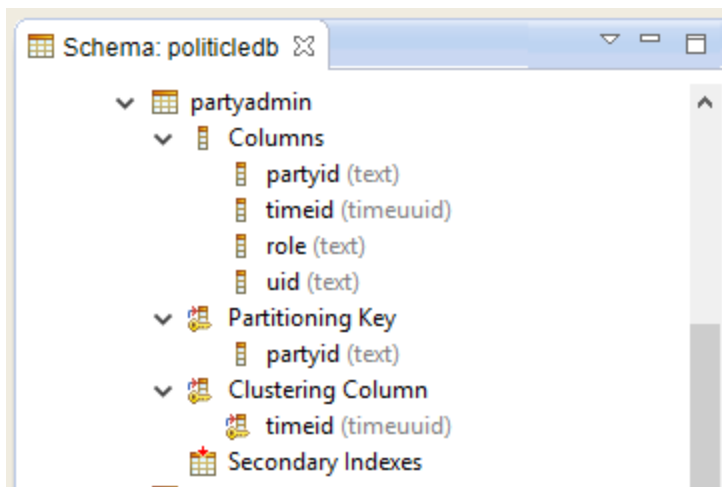 Schema: politicledb
partyadmin
Columns
partyid (text)
timeid (timeuuid)
role (text)
uid (text)
Partitioning Key
partyid (text)
Clustering Column
timeid (timeuuid)
Secondary Indexes